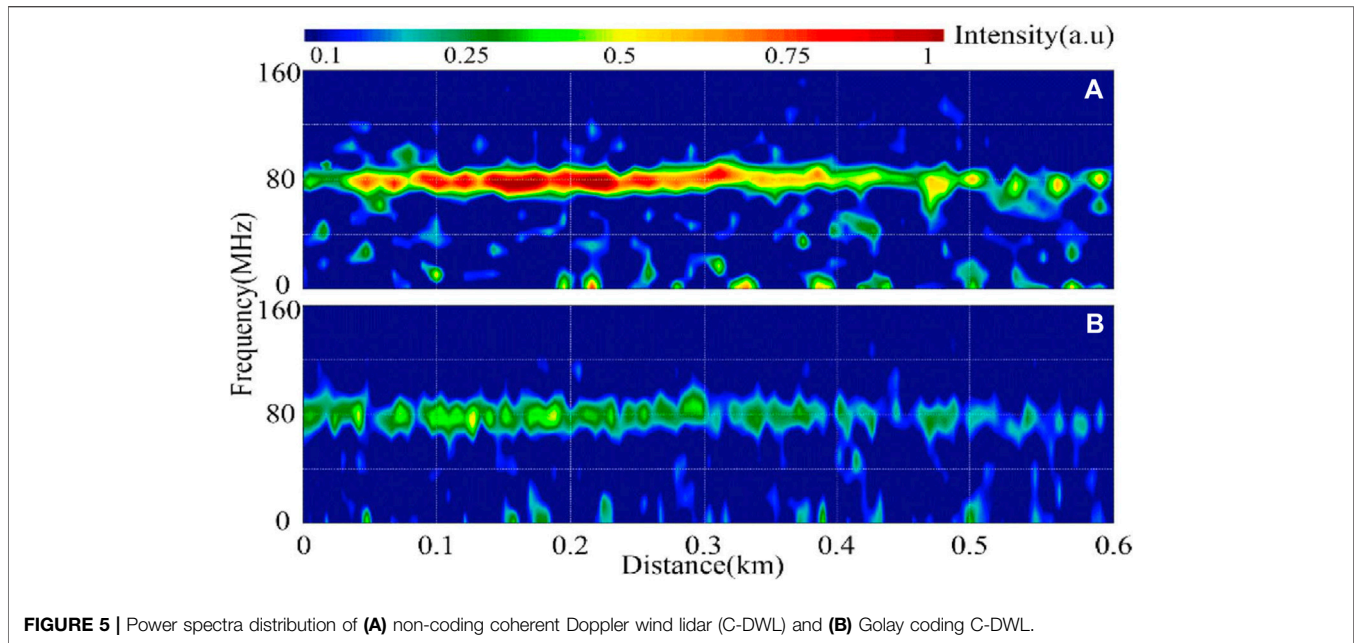 0.1 0.25 0.5 0.75 1 Intensity(a.u)
160
A
80
0
Frequency(MHz)
160
B
80
0
0 0.1 0.2 0.3 0.4 0.5 0.6
Distance(km)
FIGURE 5 | Power spectra distribution of (A) non-coding coherent Doppler wind lidar (C-DWL) and (B) Golay coding C-DWL.